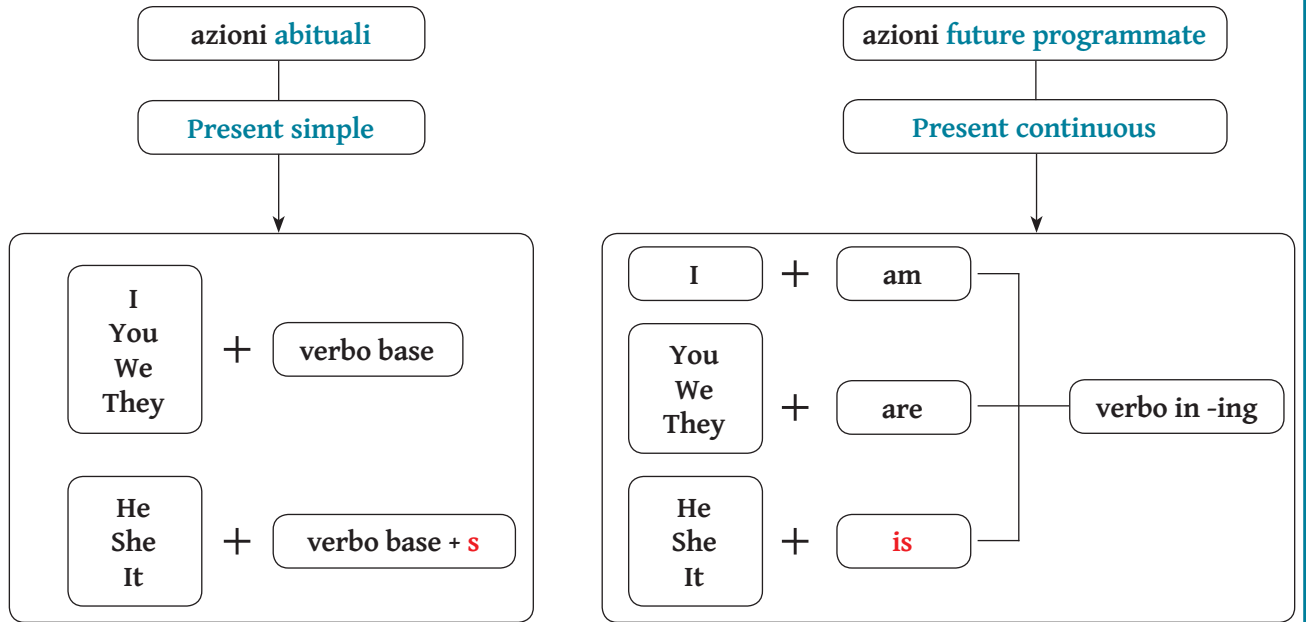 azioni abituali
Present simple
I
You
We
They
+
verbo base
He
She
It
+
verbo base + s
azioni future programmate
Present continuous
I
+
am
You
We
They
+
are
He
She
It
+
is
verbo in -ing